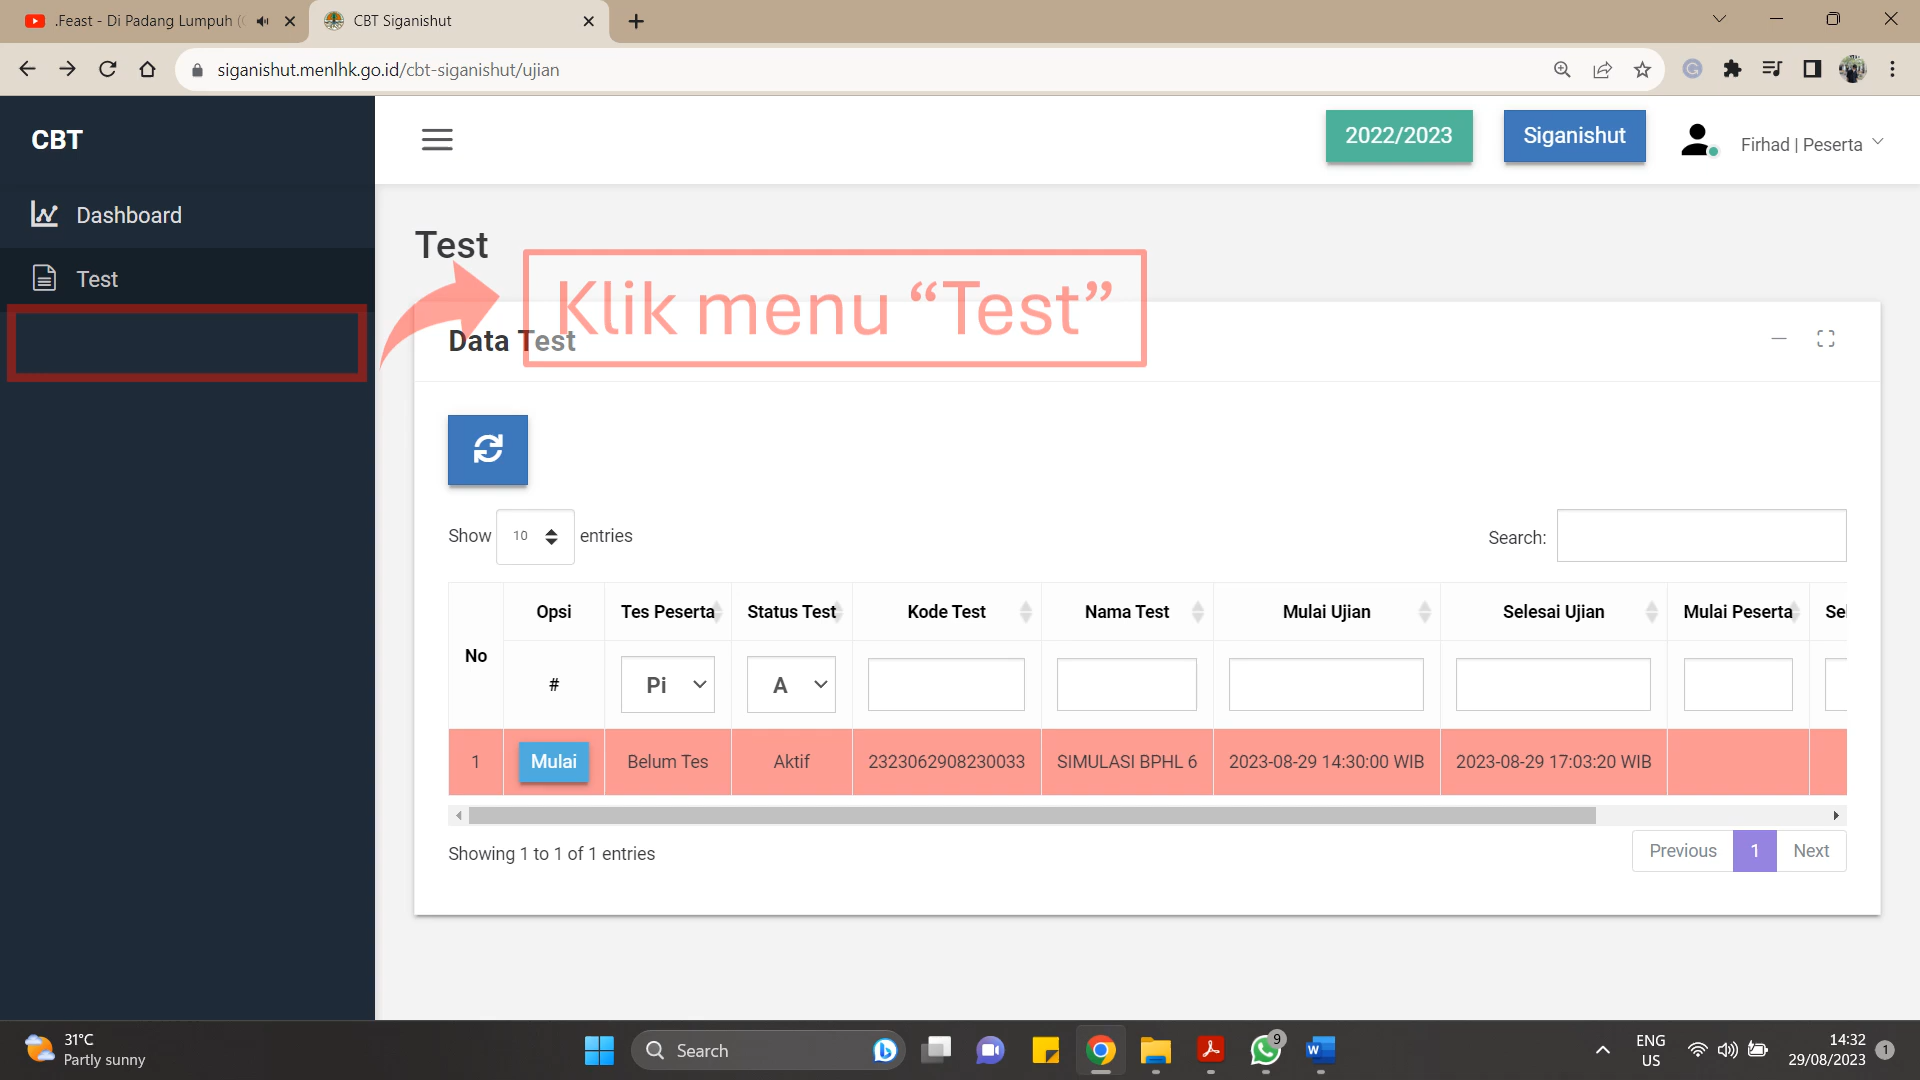 .Feast - Di Padang Lumpuh (
CBT Siganishut
siganishut.menlhk.go.id/cbt-siganishut/ujian
CBT
2022/2023
Siganishut
Firhad | Peserta
Dashboard
Test
Test
Klik menu “Test”
Data Test
Show 10 entries
Search:
No
Opsi
Tes Peserta
Status Test
Kode Test
Nama Test
Mulai Ujian
Selesai Ujian
Mulai Peserta
Sel
#
Pi
A
1
Mulai
Belum Tes
Aktif
2323062908230033
SIMULASI BPHL 6
2023-08-29 14:30:00 WIB
2023-08-29 17:03:20 WIB
Showing 1 to 1 of 1 entries
Previous
1
Next
31°C
Partly sunny
Search
9
ENG
US
14:32
29/08/2023
1